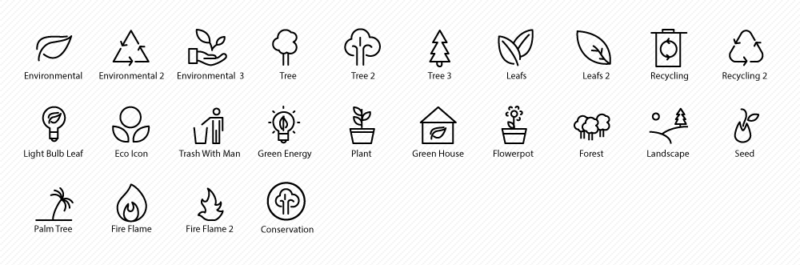 Environmental Environmental 2 Environmental 3 Tree Tree 2 Tree 3 Leafs Leafs 2 Recycling Recycling 2
Light Bulb Leaf Eco Icon Trash With Man Green Energy Plant Green House Flowerpot Forest Landscape Seed
Palm Tree Fire Flame Fire Flame 2 Conservation